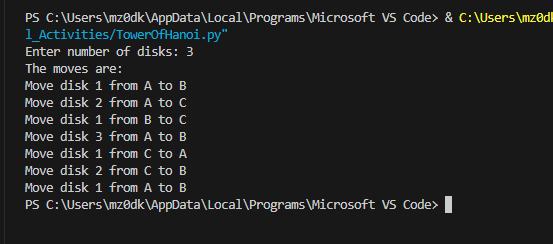 PS C:\Users\mz0dk\AppData\Local\Programs\Microsoft VS Code> & C:\Users\mz0dk
l_Activities/TowerOfHanoi.py"
Enter number of disks: 3
The moves are:
Move disk 1 from A to B
Move disk 2 from A to C
Move disk 1 from B to C
Move disk 3 from A to B
Move disk 1 from C to A
Move disk 2 from C to B
Move disk 1 from A to B
PS C:\Users\mz0dk\AppData\Local\Programs\Microsoft VS Code>